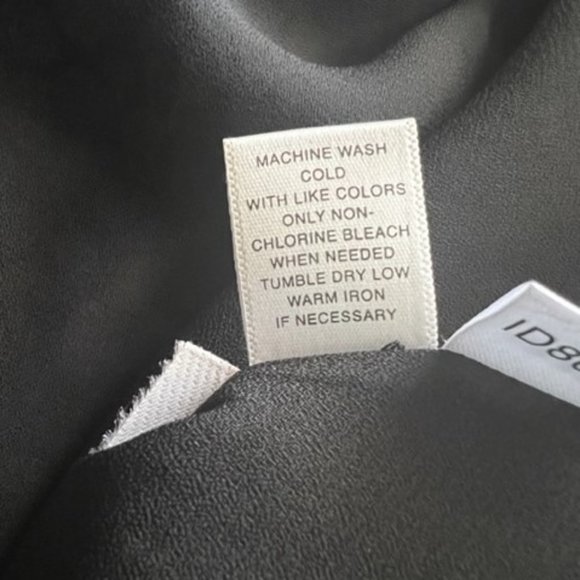 MACHINE WASH
COLD
WITH LIKE COLORS
ONLY NON-
CHLORINE BLEACH
WHEN NEEDED
TUMBLE DRY LOW
WARM IRON
IF NECESSARY